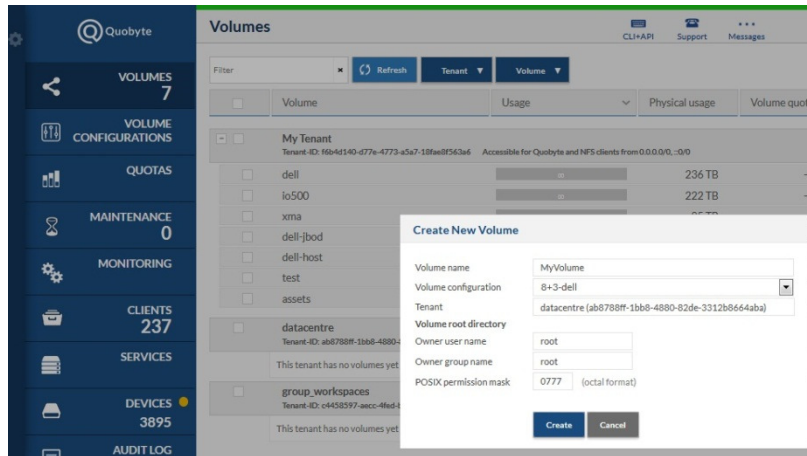 Quobyte
Volumes
CLI+API
Support
Messages
VOLUMES
7
VOLUME
CONFIGURATIONS
QUOTAS
MAINTENANCE
0
MONITORING
CLIENTS
237
SERVICES
DEVICES
3895
AUDIT LOG
Filter
Refresh
Tenant
Volume
Volume Usage Physical usage Volume quot
My Tenant
Tenant-ID: f6b4d140-d77e-4773-a5a7-18fae8f563a6 Accessible for Quobyte and NFS clients from 0.0.0.0/0, ::0/0
dell 236 TB
io500 222 TB
xma
dell-jbod
dell-host
test
assets
datacentre
Tenant-ID: ab8788ff-1bb8-4880-
This tenant has no volumes yet
group_workspaces
Tenant-ID: c4458597-aecc-4fed-
This tenant has no volumes yet
Create New Volume
Volume name MyVolume
Volume configuration 8+3-dell
Tenant datacentre (ab8788ff-1bb8-4880-82de-3312b8664aba)
Volume root directory
Owner user name root
Owner group name root
POSIX permission mask 0777 (octal format)
Create Cancel